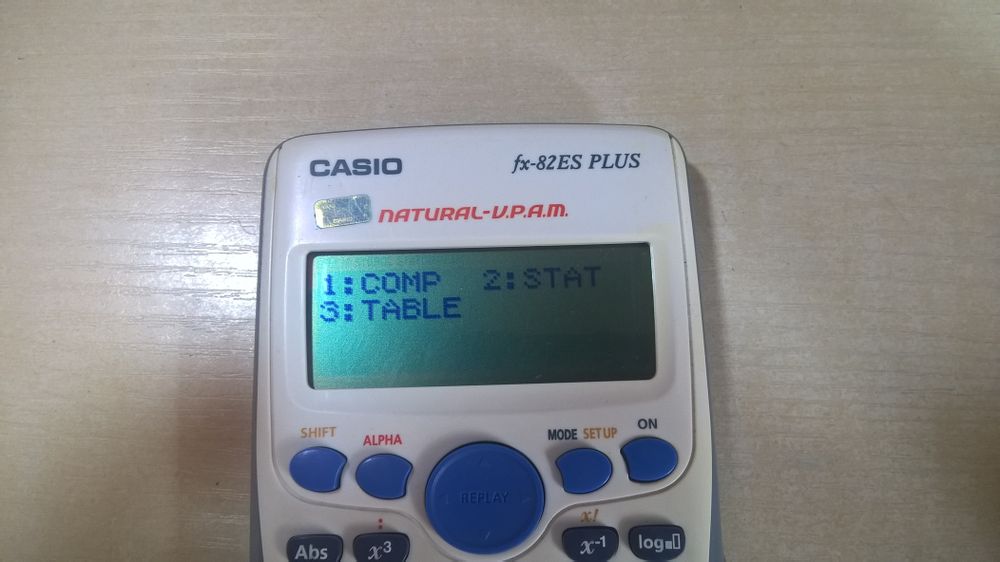 CASIO fx-82ES PLUS
NATURAL-V.P.A.M.
1:COMP 2:STAT
3:TABLE
SHIFT ALPHA MODE SETUP ON
REPLAY
: x!
Abs x³ x⁻¹ log